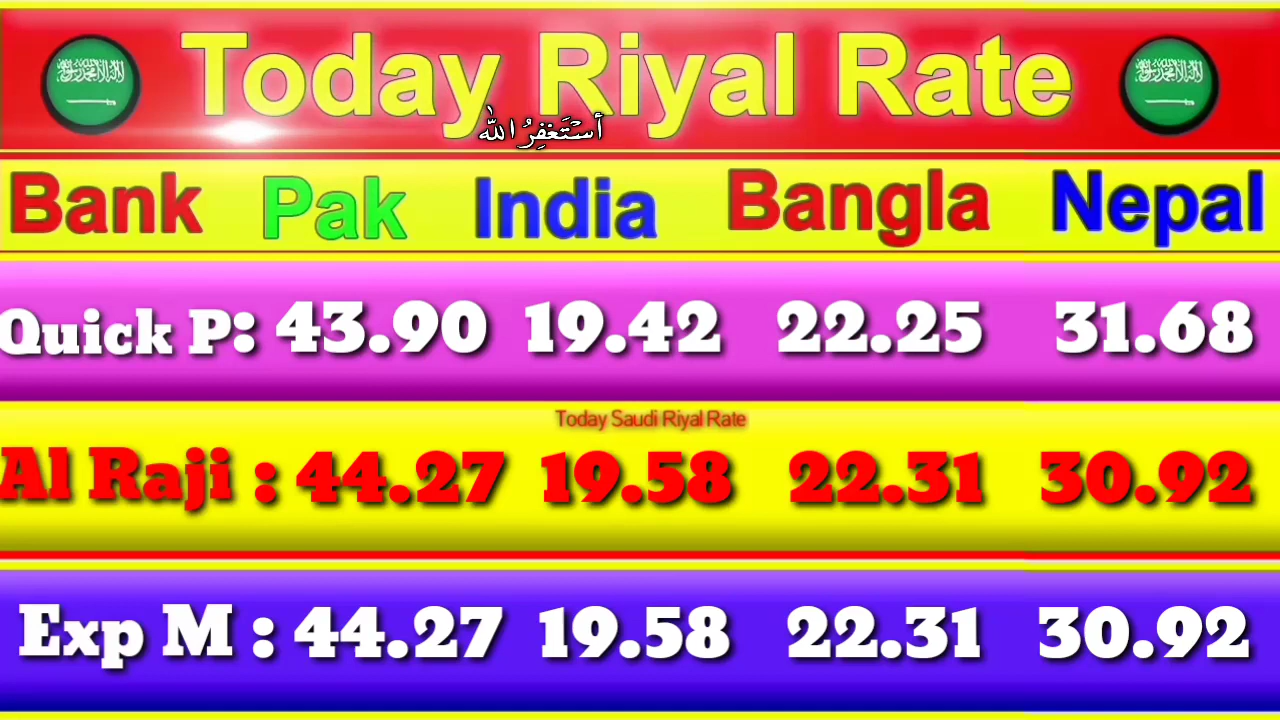 Today Riyal Rate
أَسْتَغْفِرُ اللّٰه
Bank Pak India Bangla Nepal
Quick P: 43.90 19.42 22.25 31.68
Today Saudi Riyal Rate
Al Raji : 44.27 19.58 22.31 30.92
Exp M : 44.27 19.58 22.31 30.92